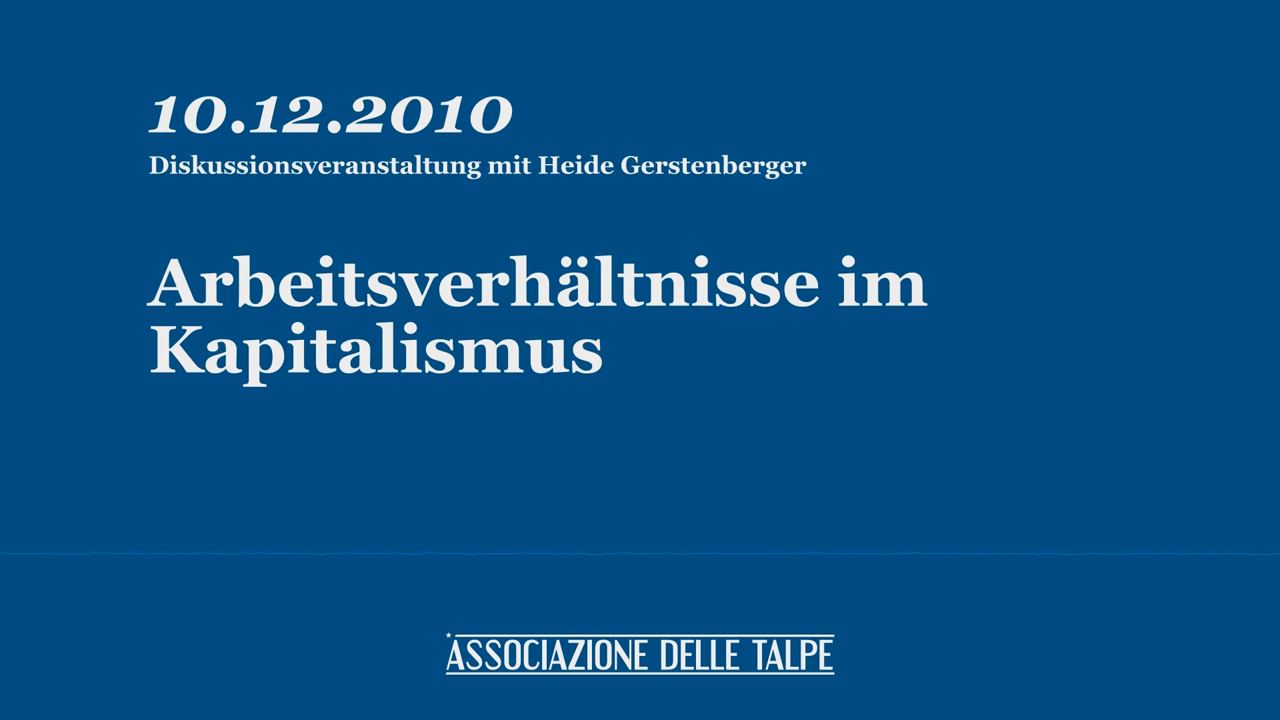 10.12.2010
Diskussionsveranstaltung mit Heide Gerstenberger
Arbeitsverhältnisse im
Kapitalismus
ASSOCIAZIONE DELLE TALPE